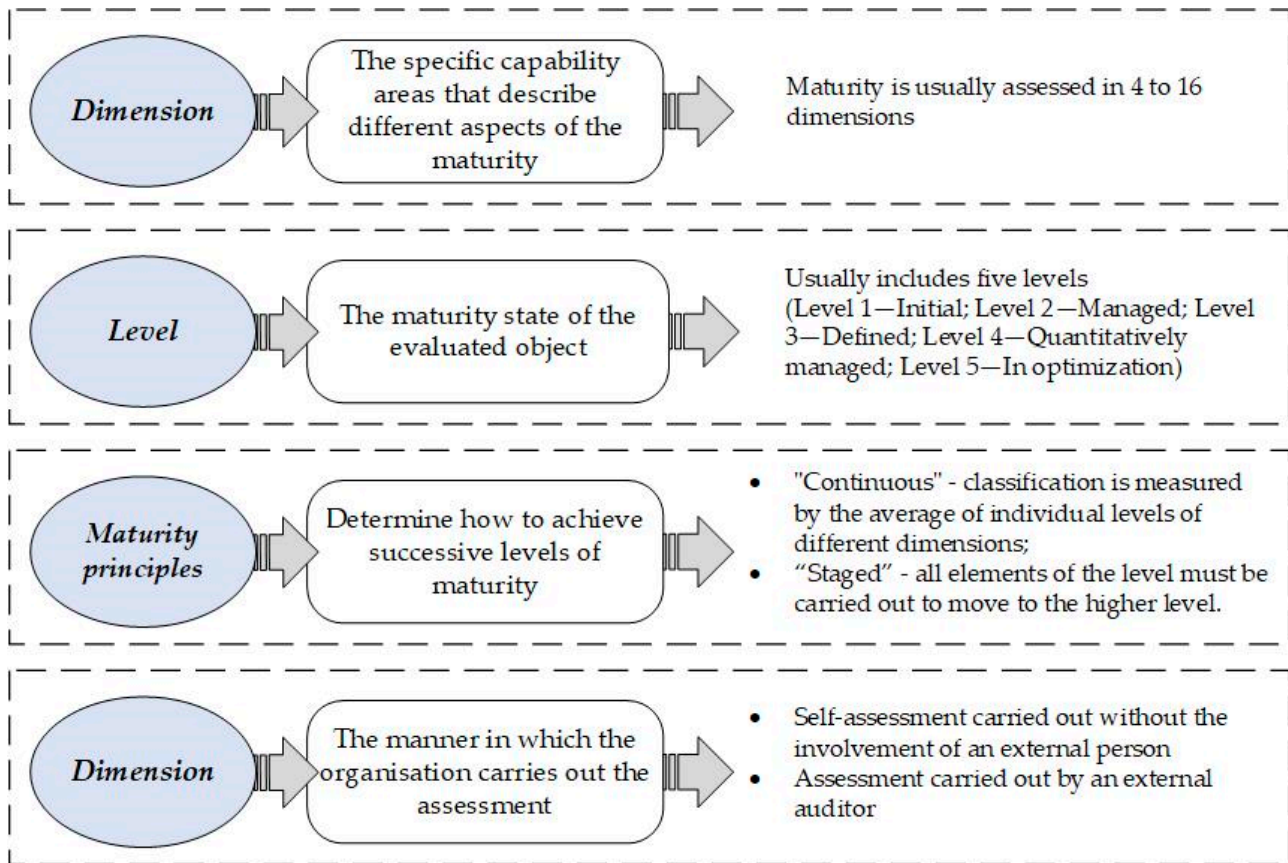 Dimension
The specific capability
areas that describe
different aspects of the
maturity
Maturity is usually assessed in 4 to 16
dimensions
Level
The maturity state of the
evaluated object
Usually includes five levels
(Level 1—Initial; Level 2—Managed; Level
3—Defined; Level 4—Quantitatively
managed; Level 5—In optimization)
Maturity
principles
Determine how to achieve
successive levels of
maturity
• "Continuous" - classification is measured
by the average of individual levels of
different dimensions;
• “Staged” - all elements of the level must be
carried out to move to the higher level.
Dimension
The manner in which the
organisation carries out the
assessment
• Self-assessment carried out without the
involvement of an external person
• Assessment carried out by an external
auditor